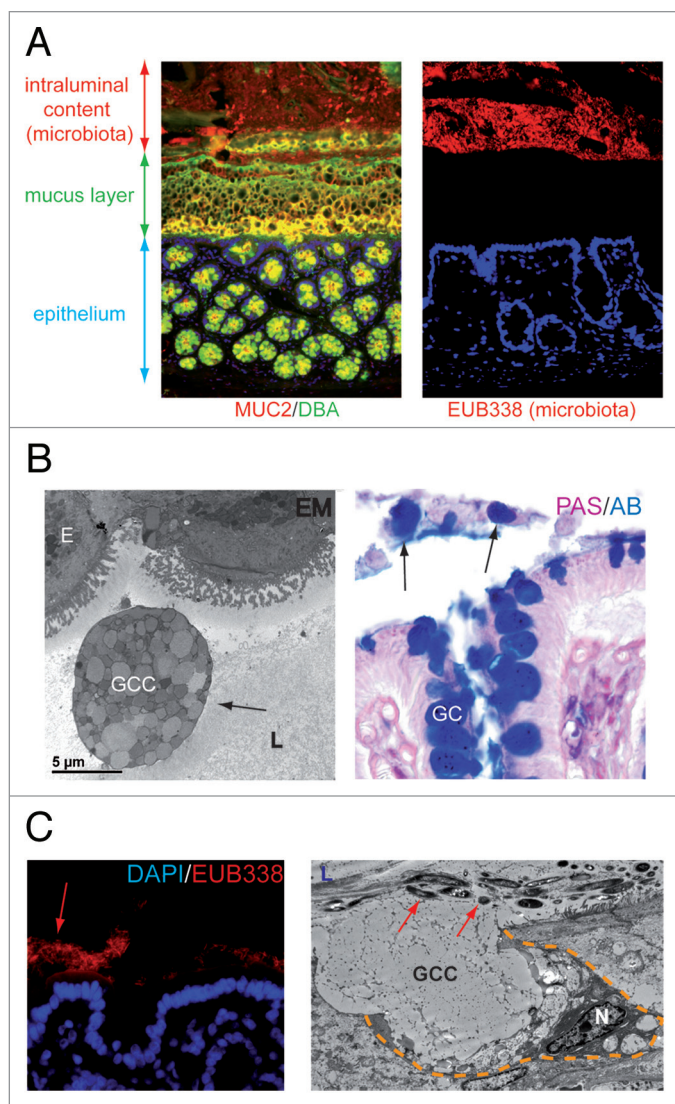 A
intraluminal
content
(microbiota)
mucus layer
epithelium
MUC2/DBA
EUB338 (microbiota)
B
EM
E
GCC
L
5 µm
PAS/AB
GC
C
DAPI/EUB338
L
GCC
N